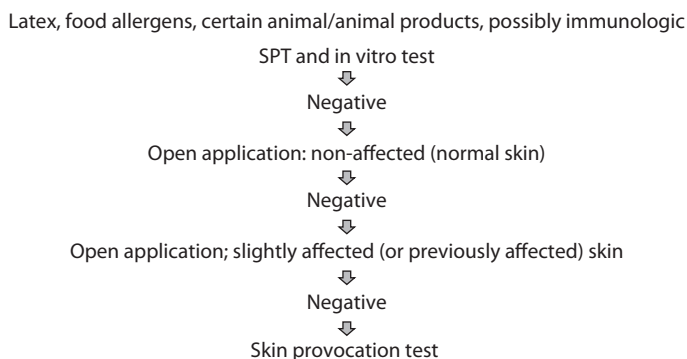 Latex, food allergens, certain animal/animal products, possibly immunologic
SPT and in vitro test
Negative
Open application: non-affected (normal skin)
Negative
Open application; slightly affected (or previously affected) skin
Negative
Skin provocation test